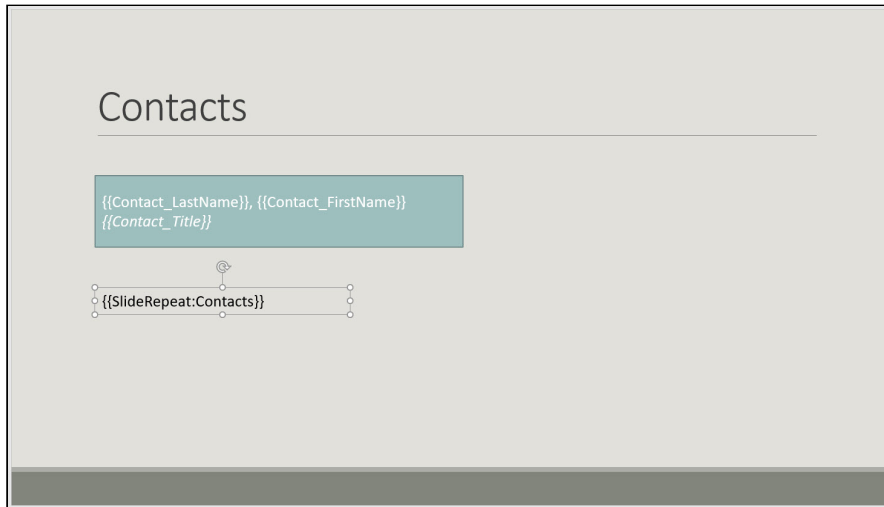 Contacts
{{Contact_LastName}}, {{Contact_FirstName}}
{{Contact_Title}}
{{SlideRepeat:Contacts}}